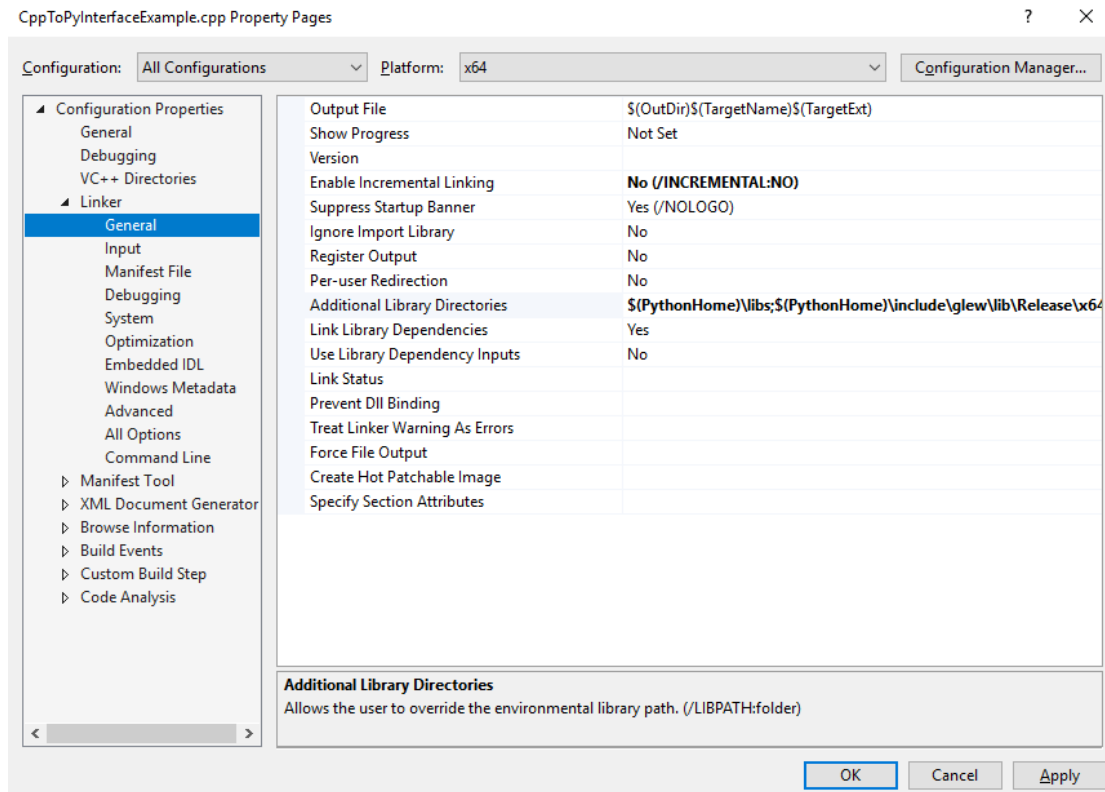 CppToPyInterfaceExample.cpp Property Pages
? ×
Configuration: All Configurations Platform: x64 Configuration Manager...
Configuration Properties
General
Debugging
VC++ Directories
Linker
General
Input
Manifest File
Debugging
System
Optimization
Embedded IDL
Windows Metadata
Advanced
All Options
Command Line
Manifest Tool
XML Document Generator
Browse Information
Build Events
Custom Build Step
Code Analysis
Output File $(OutDir)$(TargetName)$(TargetExt)
Show Progress Not Set
Version
Enable Incremental Linking No (/INCREMENTAL:NO)
Suppress Startup Banner Yes (/NOLOGO)
Ignore Import Library No
Register Output No
Per-user Redirection No
Additional Library Directories $(PythonHome)\libs;$(PythonHome)\include\glew\lib\Release\x64
Link Library Dependencies Yes
Use Library Dependency Inputs No
Link Status
Prevent Dll Binding
Treat Linker Warning As Errors
Force File Output
Create Hot Patchable Image
Specify Section Attributes
Additional Library Directories
Allows the user to override the environmental library path. (/LIBPATH:folder)
OK Cancel Apply